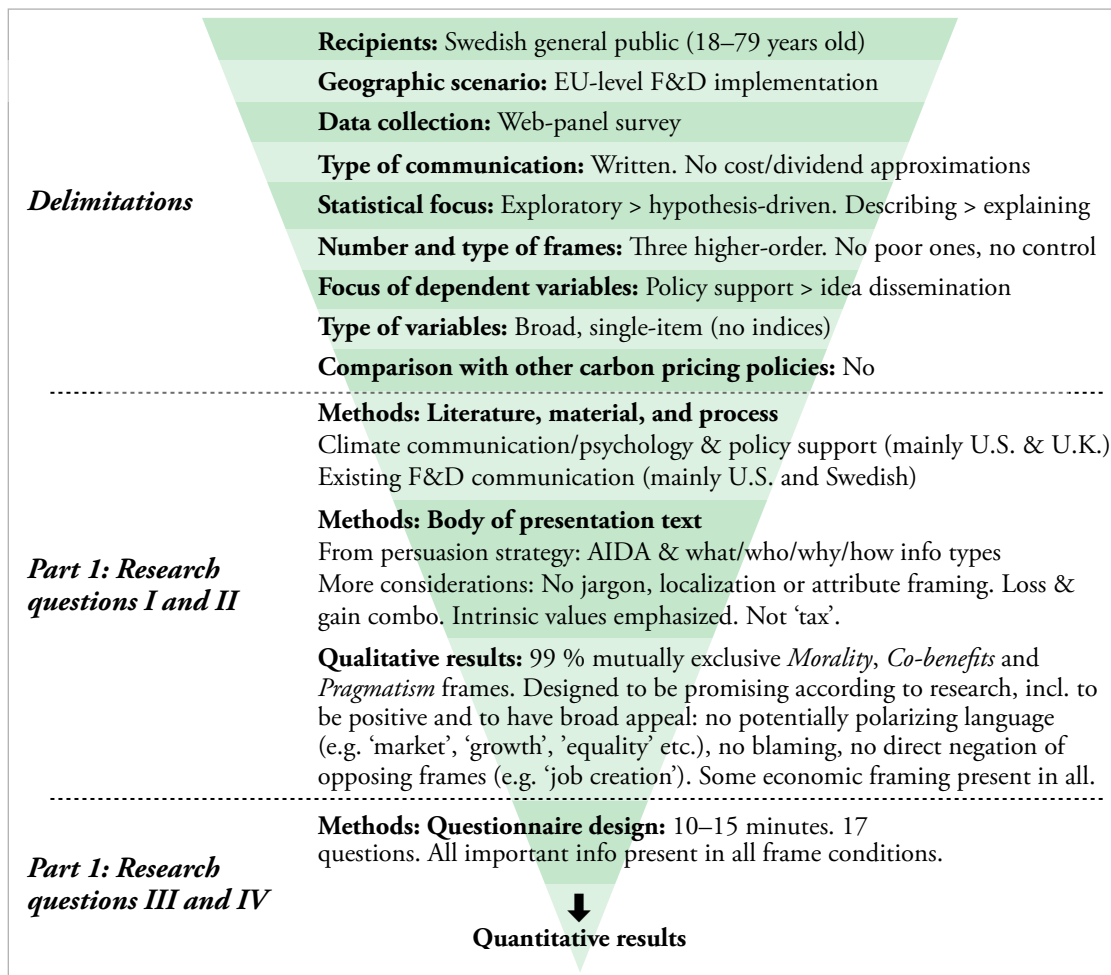 Recipients: Swedish general public (18–79 years old)
Geographic scenario: EU-level F&D implementation
Data collection: Web-panel survey
Type of communication: Written. No cost/dividend approximations
Delimitations
Statistical focus: Exploratory > hypothesis-driven. Describing > explaining
Number and type of frames: Three higher-order. No poor ones, no control
Focus of dependent variables: Policy support > idea dissemination
Type of variables: Broad, single-item (no indices)
Comparison with other carbon pricing policies: No
Methods: Literature, material, and process
Climate communication/psychology & policy support (mainly U.S. & U.K.)
Existing F&D communication (mainly U.S. and Swedish)
Methods: Body of presentation text
From persuasion strategy: AIDA & what/who/why/how info types
Part 1: Research
questions I and II
More considerations: No jargon, localization or attribute framing. Loss &
gain combo. Intrinsic values emphasized. Not ‘tax’.
Qualitative results: 99 % mutually exclusive Morality, Co-benefits and
Pragmatism frames. Designed to be promising according to research, incl. to
be positive and to have broad appeal: no potentially polarizing language
(e.g. ‘market’, ‘growth’, ’equality’ etc.), no blaming, no direct negation of
opposing frames (e.g. ‘job creation’). Some economic framing present in all.
Methods: Questionnaire design: 10–15 minutes. 17
questions. All important info present in all frame conditions.
Part 1: Research
questions III and IV
Quantitative results